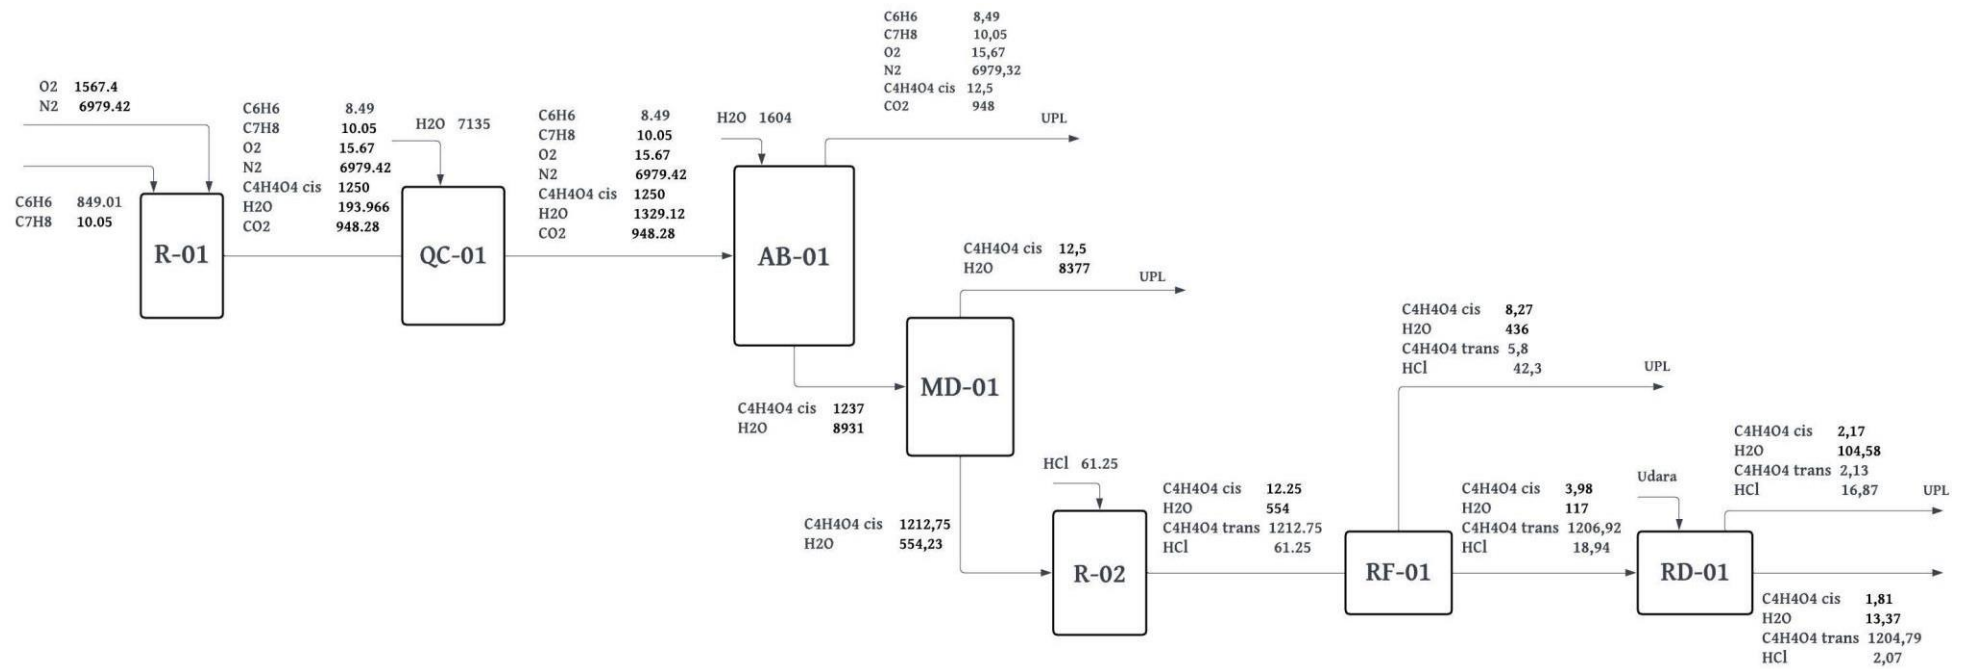 O2 1567.4
N2 6979.42
C6H6 849.01
C7H8 10.05
R-01
C6H6 8.49
C7H8 10.05
O2 15.67
N2 6979.42
C4H4O4 cis 1250
H2O 193.966
CO2 948.28
H2O 7135
QC-01
C6H6 8.49
C7H8 10.05
O2 15.67
N2 6979.42
C4H4O4 cis 1250
H2O 1329.12
CO2 948.28
H2O 1604
AB-01
C6H6 8,49
C7H8 10,05
O2 15,67
N2 6979,32
C4H4O4 cis 12,5
CO2 948
UPL
C4H4O4 cis 1237
H2O 8931
MD-01
C4H4O4 cis 12,5
H2O 8377
UPL
C4H4O4 cis 1212,75
H2O 554,23
HCl 61.25
R-02
C4H4O4 cis 12.25
H2O 554
C4H4O4 trans 1212.75
HCl 61.25
RF-01
C4H4O4 cis 8,27
H2O 436
C4H4O4 trans 5,8
HCl 42,3
UPL
C4H4O4 cis 3,98
H2O 117
C4H4O4 trans 1206,92
HCl 18,94
Udara
RD-01
C4H4O4 cis 2,17
H2O 104,58
C4H4O4 trans 2,13
HCl 16,87
UPL
C4H4O4 cis 1,81
H2O 13,37
C4H4O4 trans 1204,79
HCl 2,07